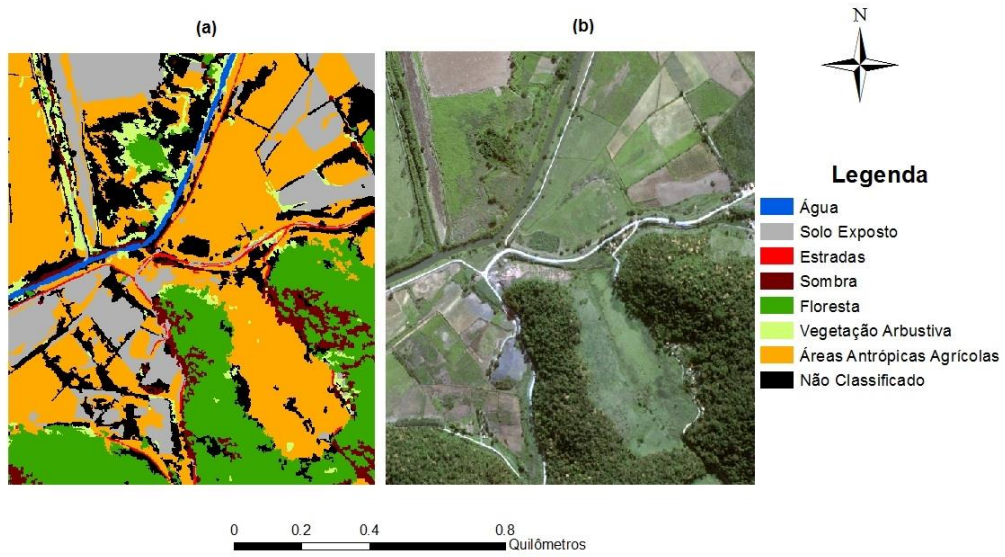 (a)
(b)
N
Legenda
Água
Solo Exposto
Estradas
Sombra
Floresta
Vegetação Arbustiva
Áreas Antrópicas Agrícolas
Não Classificado
0 0.2 0.4 0.8
Quilômetros